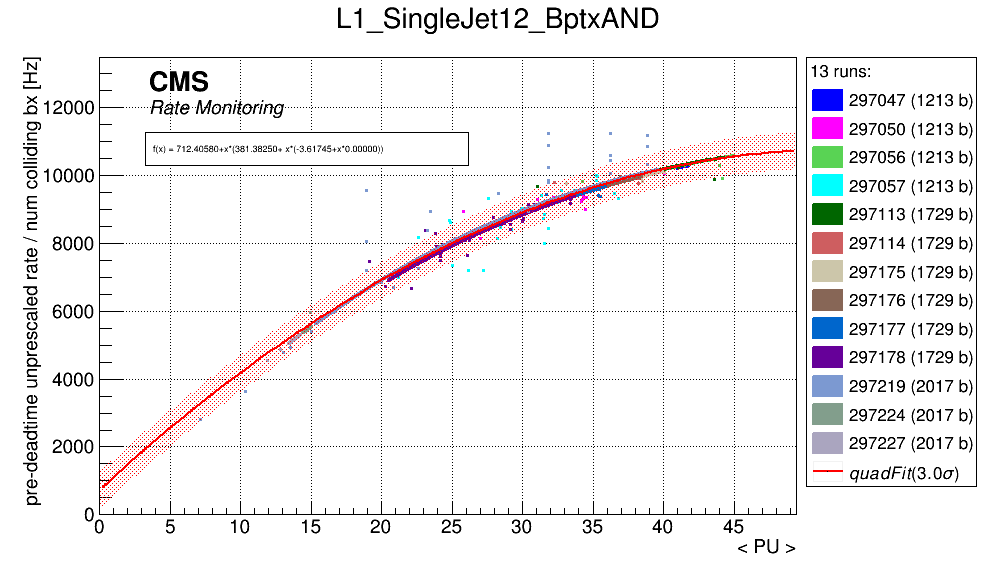 L1_SingleJet12_BptxAND
pre-deadtime unprescaled rate / num colliding bx [Hz]
CMS
Rate Monitoring
f(x) = 712.40580+x*(381.38250+ x*(-3.61745+x*0.00000))
12000
10000
8000
6000
4000
2000
0
0 5 10 15 20 25 30 35 40 45
< PU >
13 runs:
297047 (1213 b)
297050 (1213 b)
297056 (1213 b)
297057 (1213 b)
297113 (1729 b)
297114 (1729 b)
297175 (1729 b)
297176 (1729 b)
297177 (1729 b)
297178 (1729 b)
297219 (2017 b)
297224 (2017 b)
297227 (2017 b)
quadFit(3.0σ)